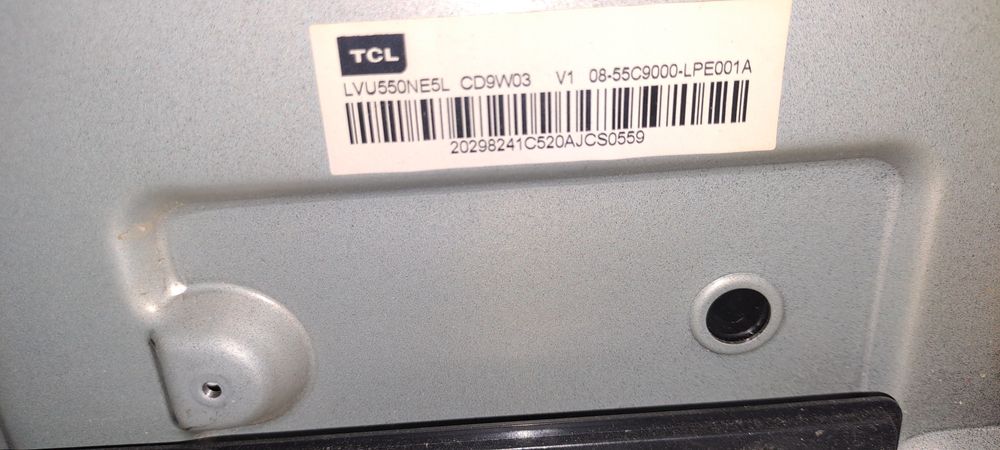 TCL
LVU550NE5L CD9W03 V1 08-55C9000-LPE001A
20298241C520AJCS0559